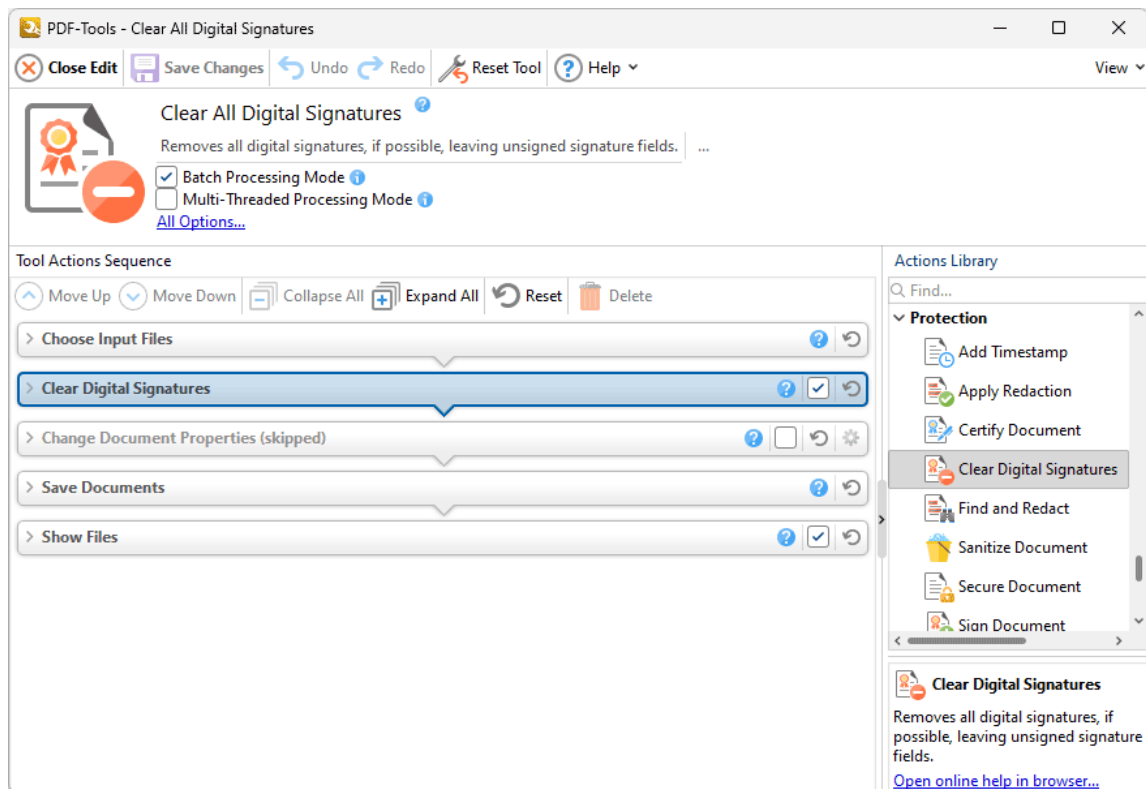 PDF-Tools - Clear All Digital Signatures
Close Edit Save Changes Undo Redo Reset Tool ? Help View
Clear All Digital Signatures ?
Removes all digital signatures, if possible, leaving unsigned signature fields. ...
Batch Processing Mode i
Multi-Threaded Processing Mode i
All Options...
Tool Actions Sequence
Move Up Move Down Collapse All Expand All Reset Delete
Choose Input Files ?
Clear Digital Signatures ?
Change Document Properties (skipped) ?
Save Documents ?
Show Files ?
Actions Library
Find...
Protection
Add Timestamp
Apply Redaction
Certify Document
Clear Digital Signatures
Find and Redact
Sanitize Document
Secure Document
Sign Document
Clear Digital Signatures
Removes all digital signatures, if
possible, leaving unsigned signature
fields.
Open online help in browser...